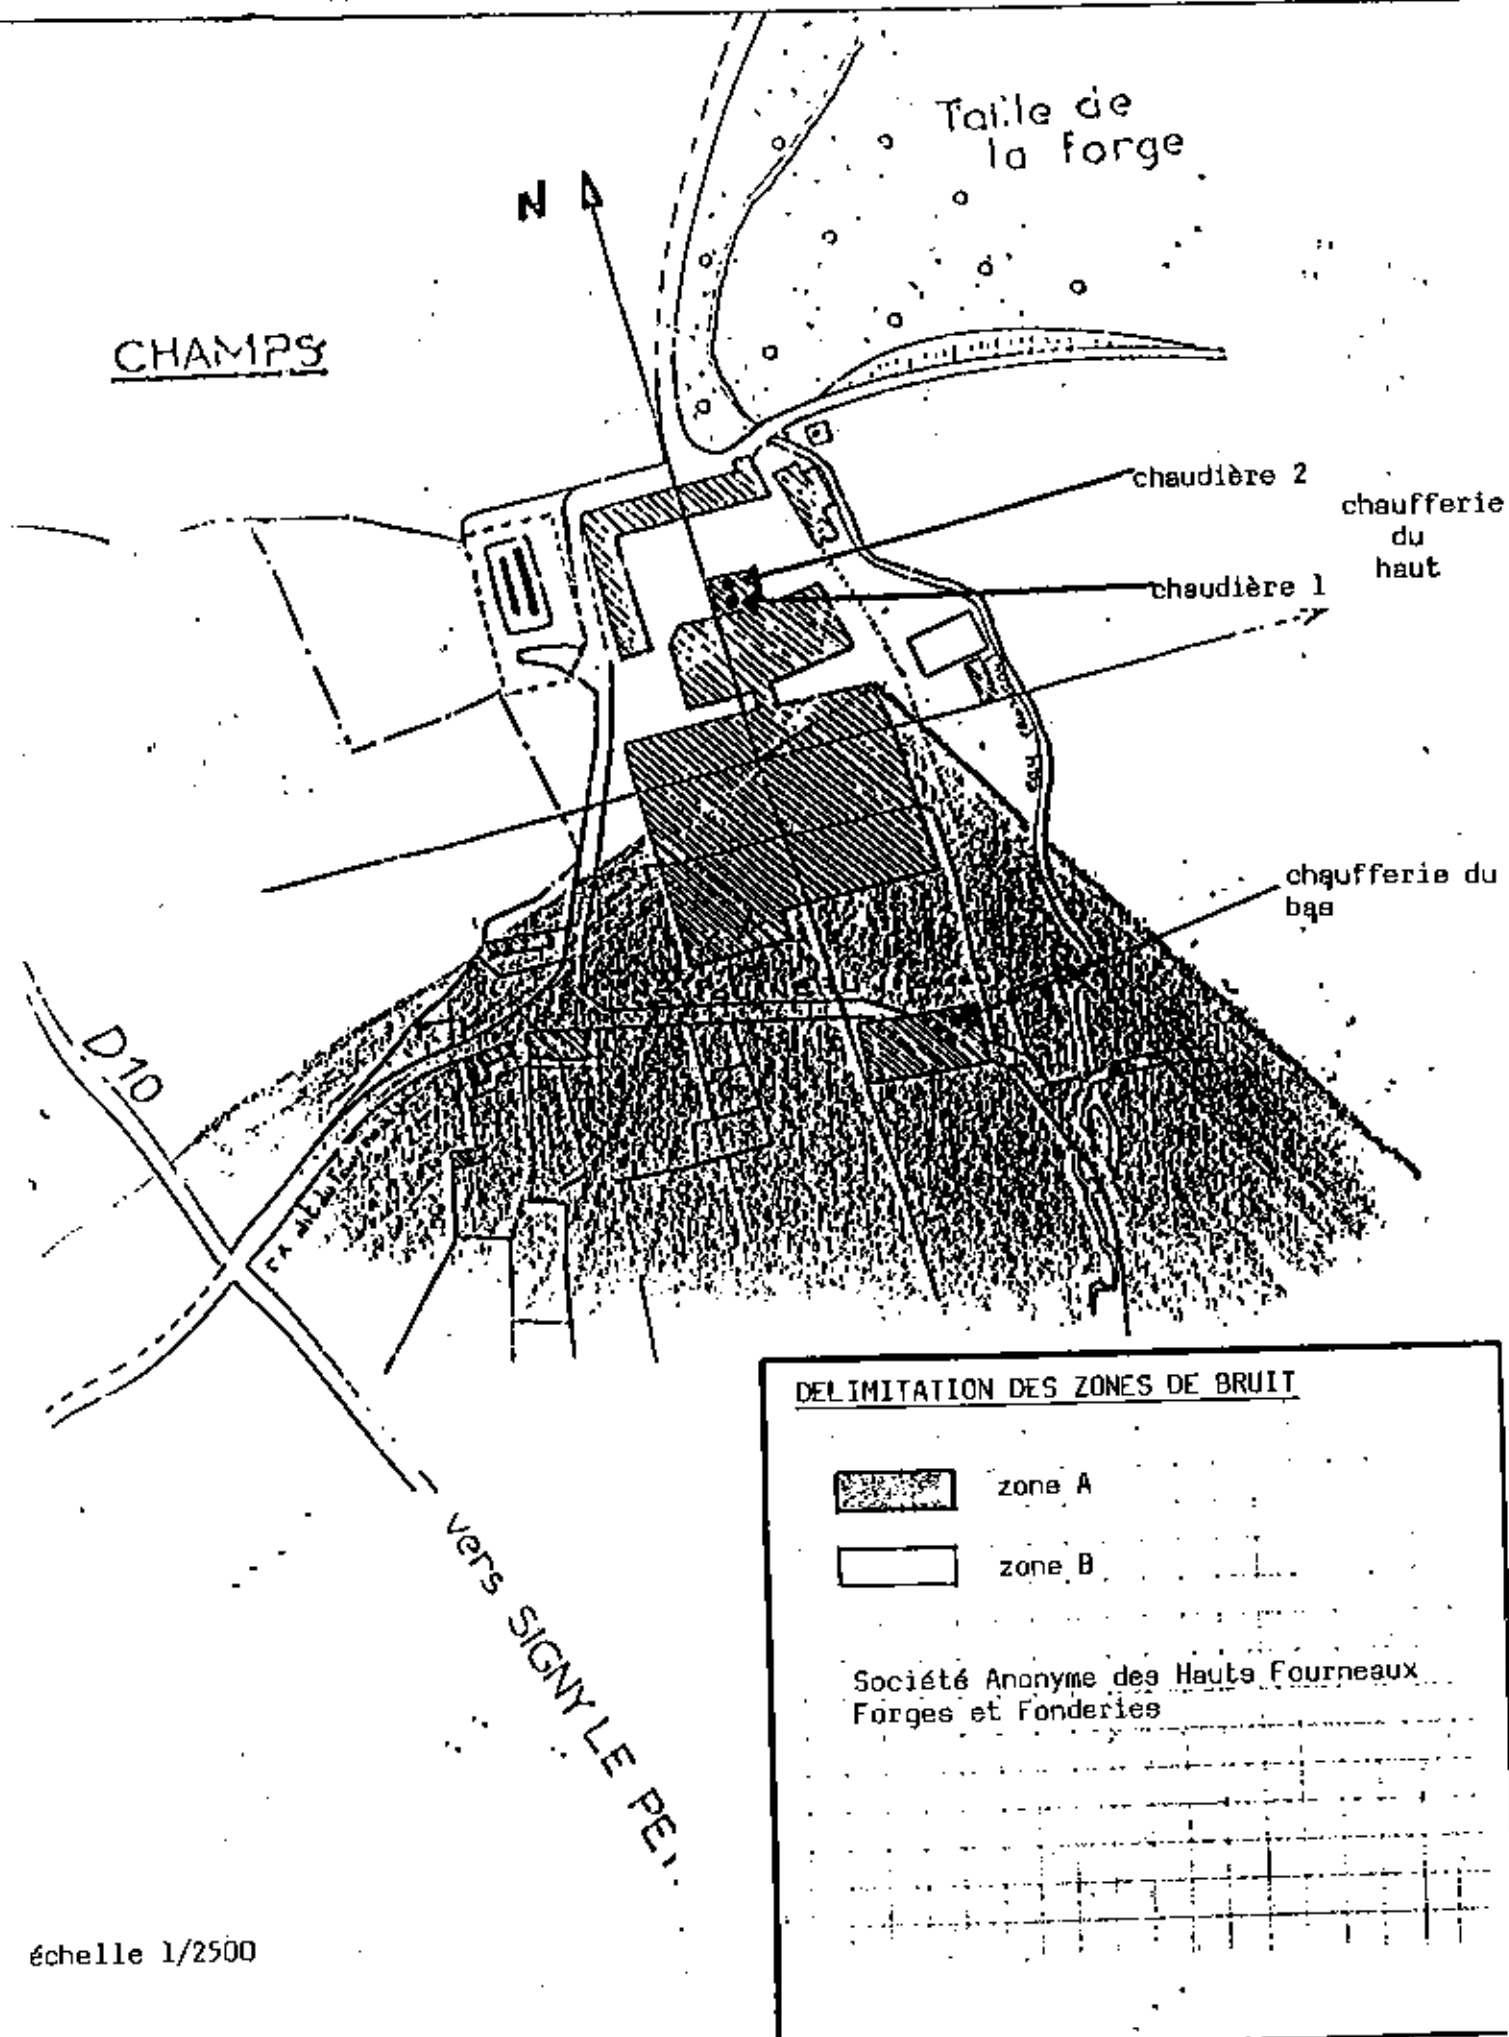 Taille de
la forge
N
CHAMPS
chaudière 2
chaufferie
du
haut
chaudière 1
chaufferie du
bas
D10
vers SIGNY LE PE
DELIMITATION DES ZONES DE BRUIT
zone A
zone B
Société Anonyme des Hauts Fourneaux
Forges et Fonderies
échelle 1/2500